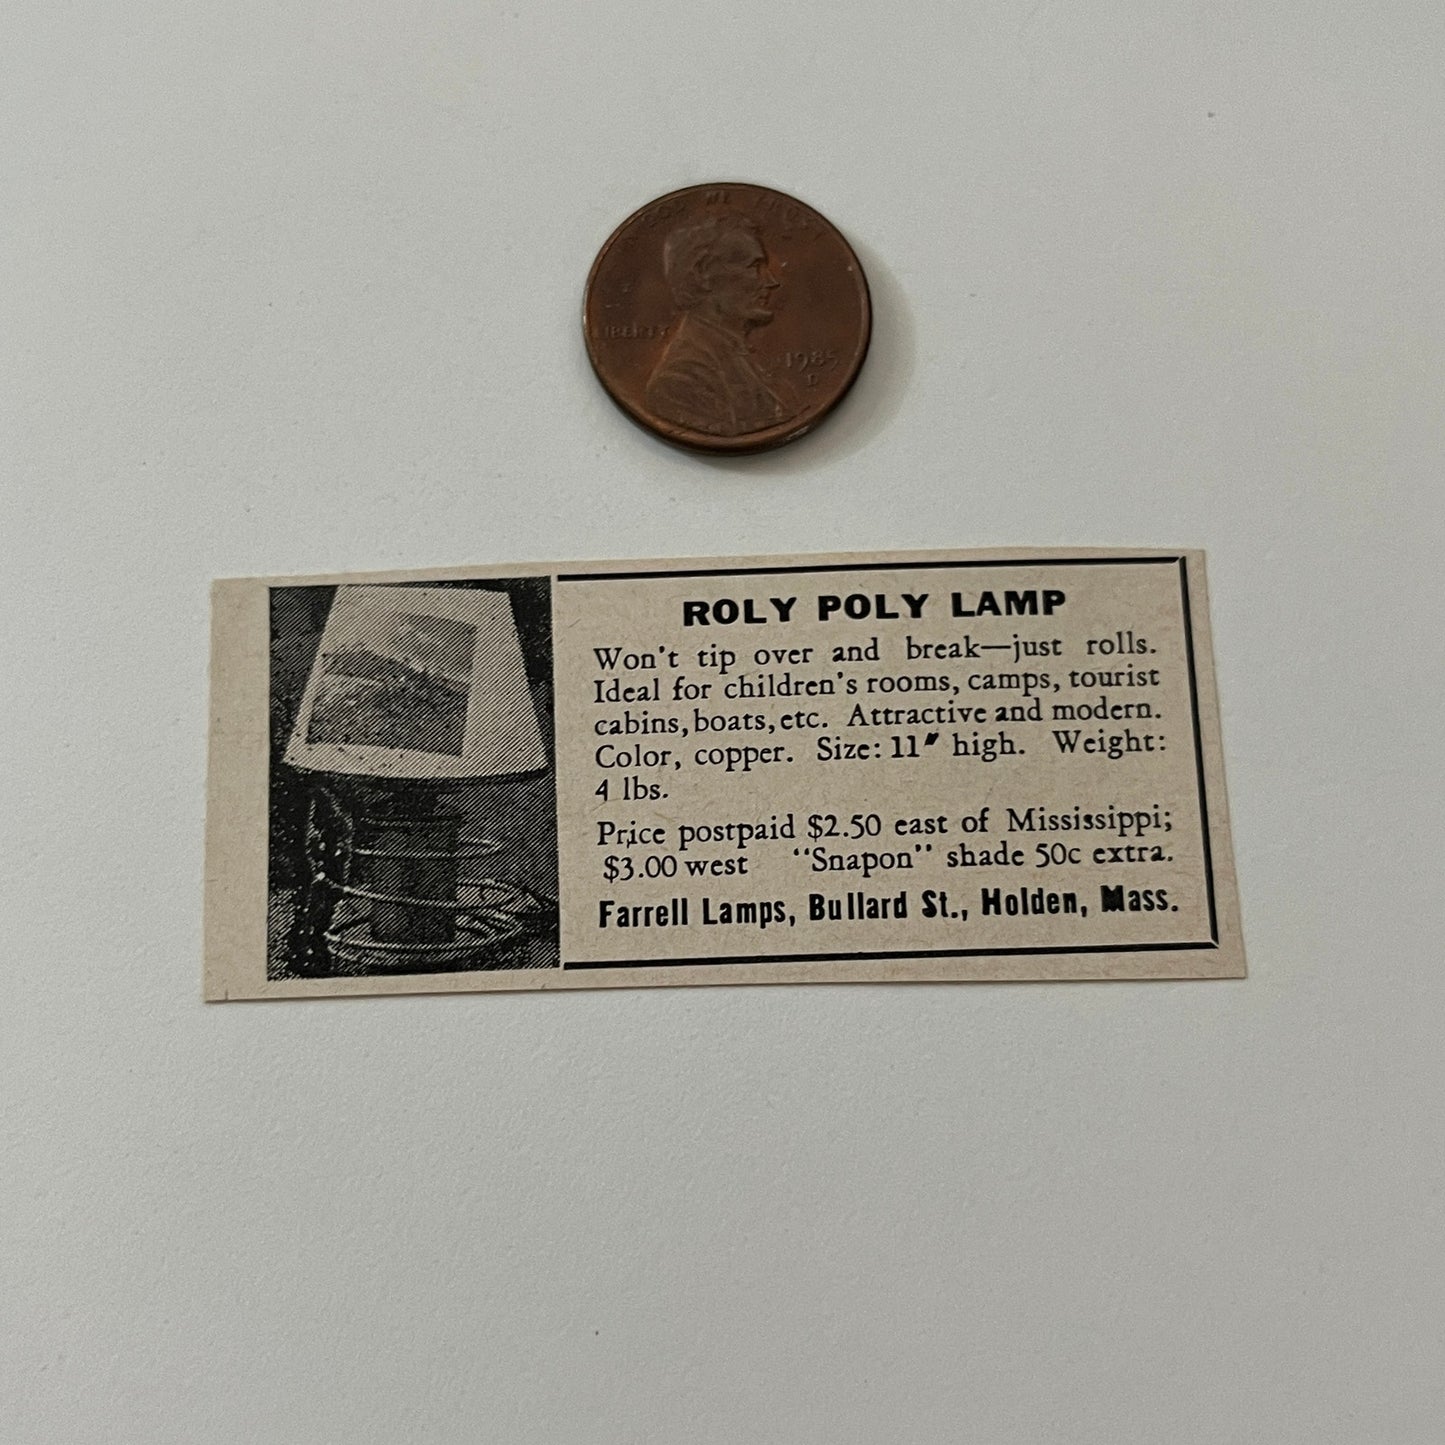 IN GOD WE TRUST
LIBERTY
1985
D
ROLY POLY LAMP
Won't tip over and break—just rolls.
Ideal for children's rooms, camps, tourist
cabins, boats, etc. Attractive and modern.
Color, copper. Size: 11" high. Weight:
4 lbs.
Price postpaid $2.50 east of Mississippi;
$3.00 west "Snapon" shade 50c extra.
Farrell Lamps, Bullard St., Holden, Mass.